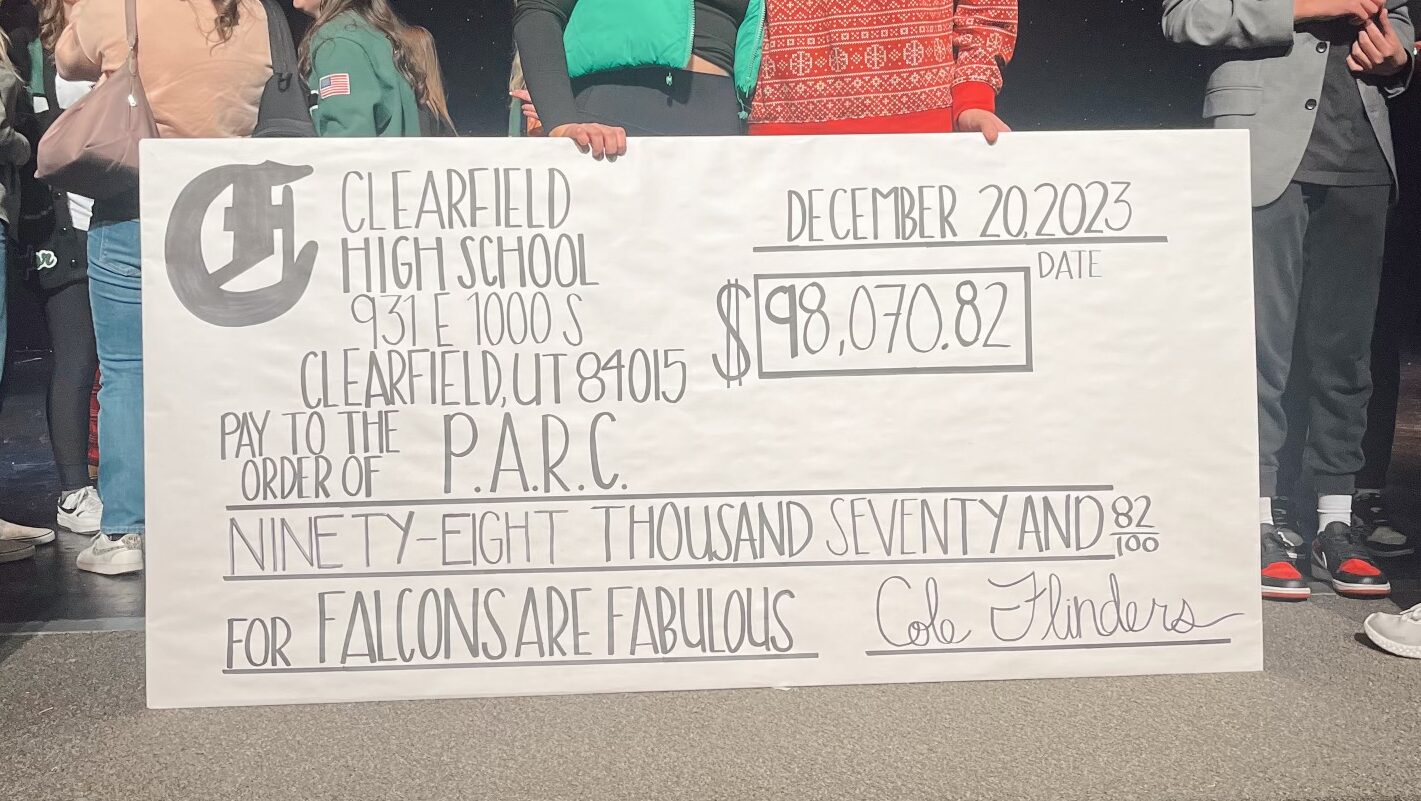 C
CLEARFIELD
HIGH SCHOOL
931 E 1000 S
CLEARFIELD, UT 84015
DECEMBER 20, 2023
DATE
$ 98,070.82
PAY TO THE
ORDER OF P.A.R.C.
NINETY-EIGHT THOUSAND SEVENTY AND 82/100
FOR FALCONS ARE FABULOUS
Cole Flinders